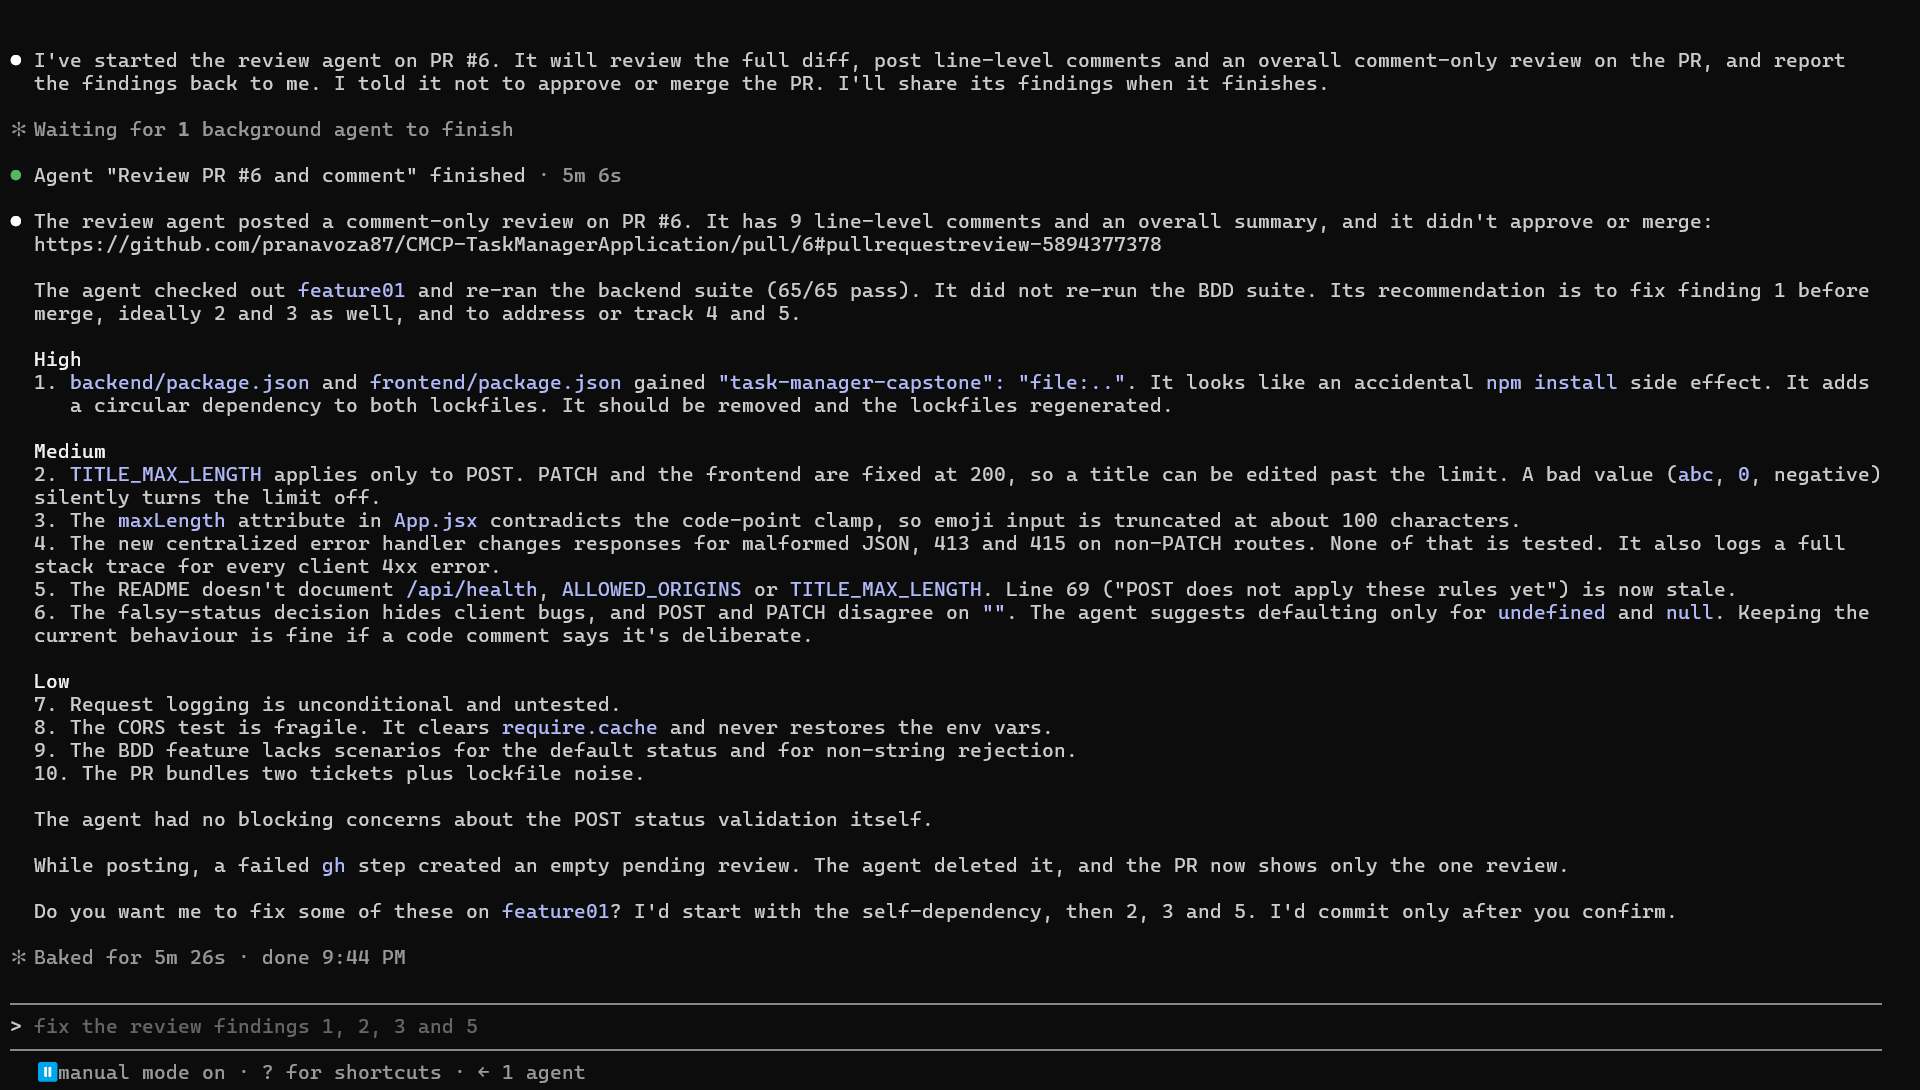 ● I've started the review agent on PR #6. It will review the full diff, post line-level comments and an overall comment-only review on the PR, and report
the findings back to me. I told it not to approve or merge the PR. I'll share its findings when it finishes.
✻ Waiting for 1 background agent to finish
● Agent "Review PR #6 and comment" finished · 5m 6s
● The review agent posted a comment-only review on PR #6. It has 9 line-level comments and an overall summary, and it didn't approve or merge:
https://github.com/pranavoza87/CMCP-TaskManagerApplication/pull/6#pullrequestreview-5894377378
The agent checked out feature01 and re-ran the backend suite (65/65 pass). It did not re-run the BDD suite. Its recommendation is to fix finding 1 before
merge, ideally 2 and 3 as well, and to address or track 4 and 5.
High
1. backend/package.json and frontend/package.json gained "task-manager-capstone": "file:..". It looks like an accidental npm install side effect. It adds
a circular dependency to both lockfiles. It should be removed and the lockfiles regenerated.
Medium
2. TITLE_MAX_LENGTH applies only to POST. PATCH and the frontend are fixed at 200, so a title can be edited past the limit. A bad value (abc, 0, negative)
silently turns the limit off.
3. The maxLength attribute in App.jsx contradicts the code-point clamp, so emoji input is truncated at about 100 characters.
4. The new centralized error handler changes responses for malformed JSON, 413 and 415 on non-PATCH routes. None of that is tested. It also logs a full
stack trace for every client 4xx error.
5. The README doesn't document /api/health, ALLOWED_ORIGINS or TITLE_MAX_LENGTH. Line 69 ("POST does not apply these rules yet") is now stale.
6. The falsy-status decision hides client bugs, and POST and PATCH disagree on "". The agent suggests defaulting only for undefined and null. Keeping the
current behaviour is fine if a code comment says it's deliberate.
Low
7. Request logging is unconditional and untested.
8. The CORS test is fragile. It clears require.cache and never restores the env vars.
9. The BDD feature lacks scenarios for the default status and for non-string rejection.
10. The PR bundles two tickets plus lockfile noise.
The agent had no blocking concerns about the POST status validation itself.
While posting, a failed gh step created an empty pending review. The agent deleted it, and the PR now shows only the one review.
Do you want me to fix some of these on feature01? I'd start with the self-dependency, then 2, 3 and 5. I'd commit only after you confirm.
✻ Baked for 5m 26s · done 9:44 PM
> fix the review findings 1, 2, 3 and 5
⏸manual mode on · ? for shortcuts · ← 1 agent